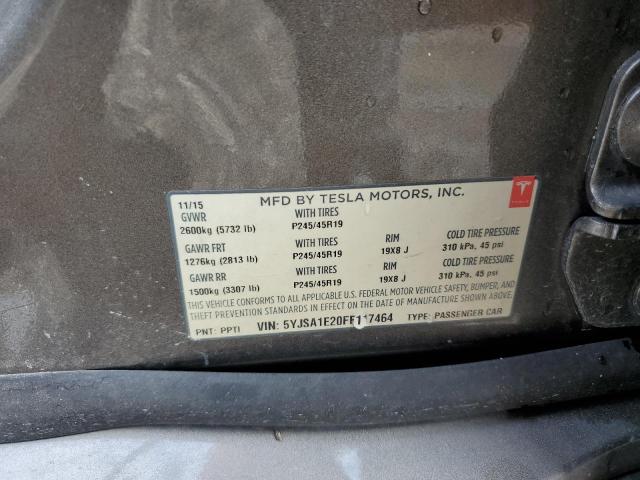 MFD BY TESLA MOTORS, INC.
11/15
GVWR WITH TIRES
2600kg (5732 lb) P245/45R19
GAWR FRT WITH TIRES RIM COLD TIRE PRESSURE
1276kg (2813 lb) P245/45R19 19X8 J 310 kPa, 45 psi
GAWR RR WITH TIRES RIM COLD TIRE PRESSURE
1500kg (3307 lb) P245/45R19 19X8 J 310 kPa, 45 psi
THIS VEHICLE CONFORMS TO ALL APPLICABLE U.S. FEDERAL MOTOR VEHICLE SAFETY, BUMPER, AND
THEFT PREVENTION STANDARDS IN EFFECT ON THE DATE OF MANUFACTURE SHOWN ABOVE.
PNT: PPTI VIN: 5YJSA1E20FF117464 TYPE: PASSENGER CAR
TESLA